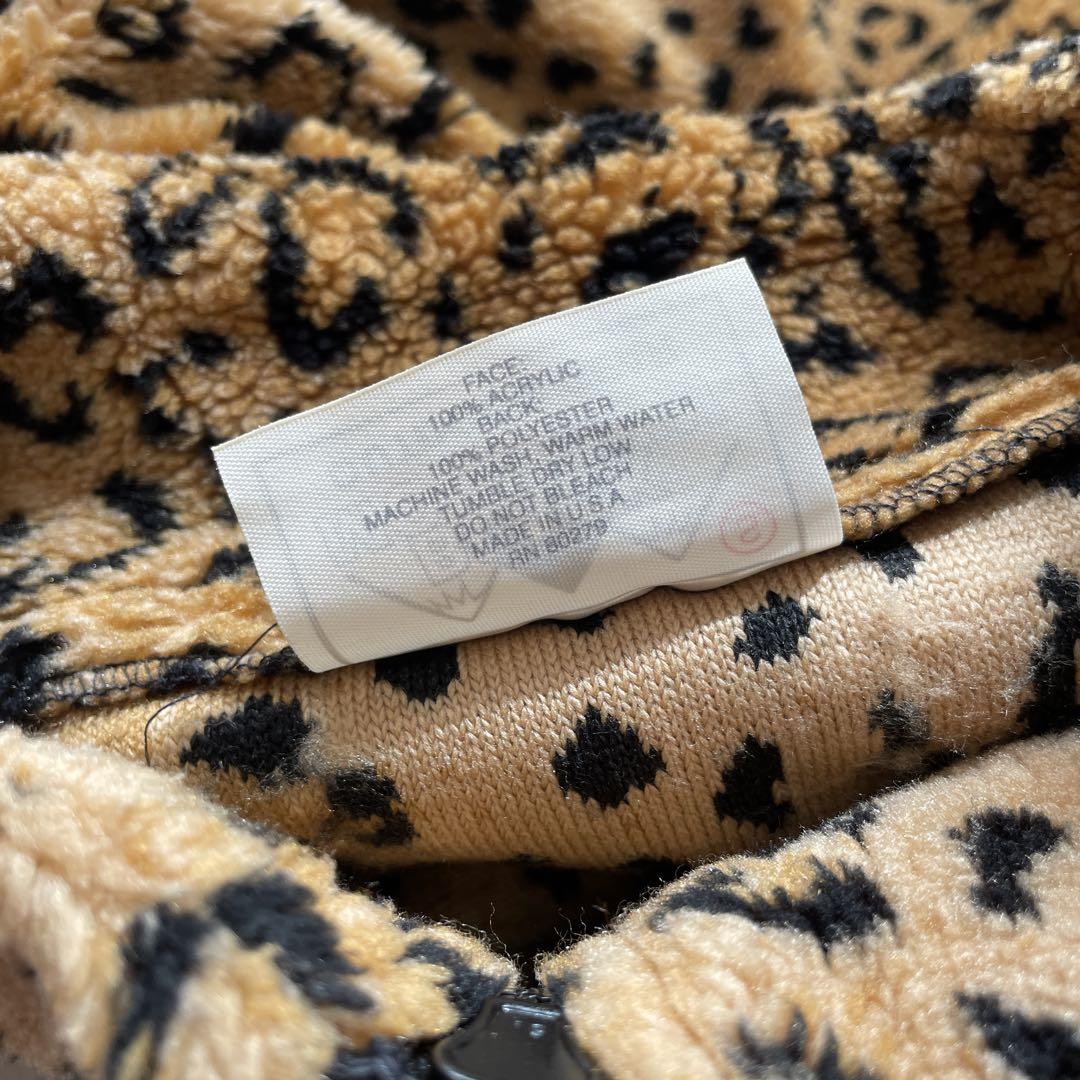 FACE:
100% ACRYLIC
BACK:
100% POLYESTER
MACHINE WASH, WARM WATER
TUMBLE DRY LOW
DO NOT BLEACH
MADE IN U.S.A.
RN 80279